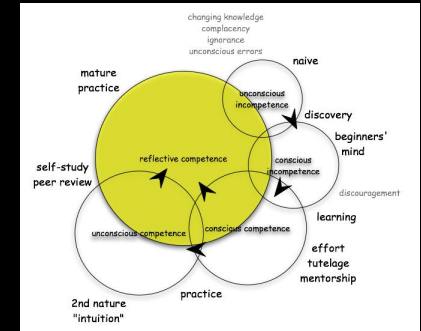 changing knowledge
complacency
ignorance
unconscious errors
naive
mature
practice
unconscious
incompetence
discovery
beginners'
mind
reflective competence
conscious
incompetence
self-study
peer review
discouragement
learning
unconscious competence
conscious competence
effort
tutelage
mentorship
practice
2nd nature
"intuition"